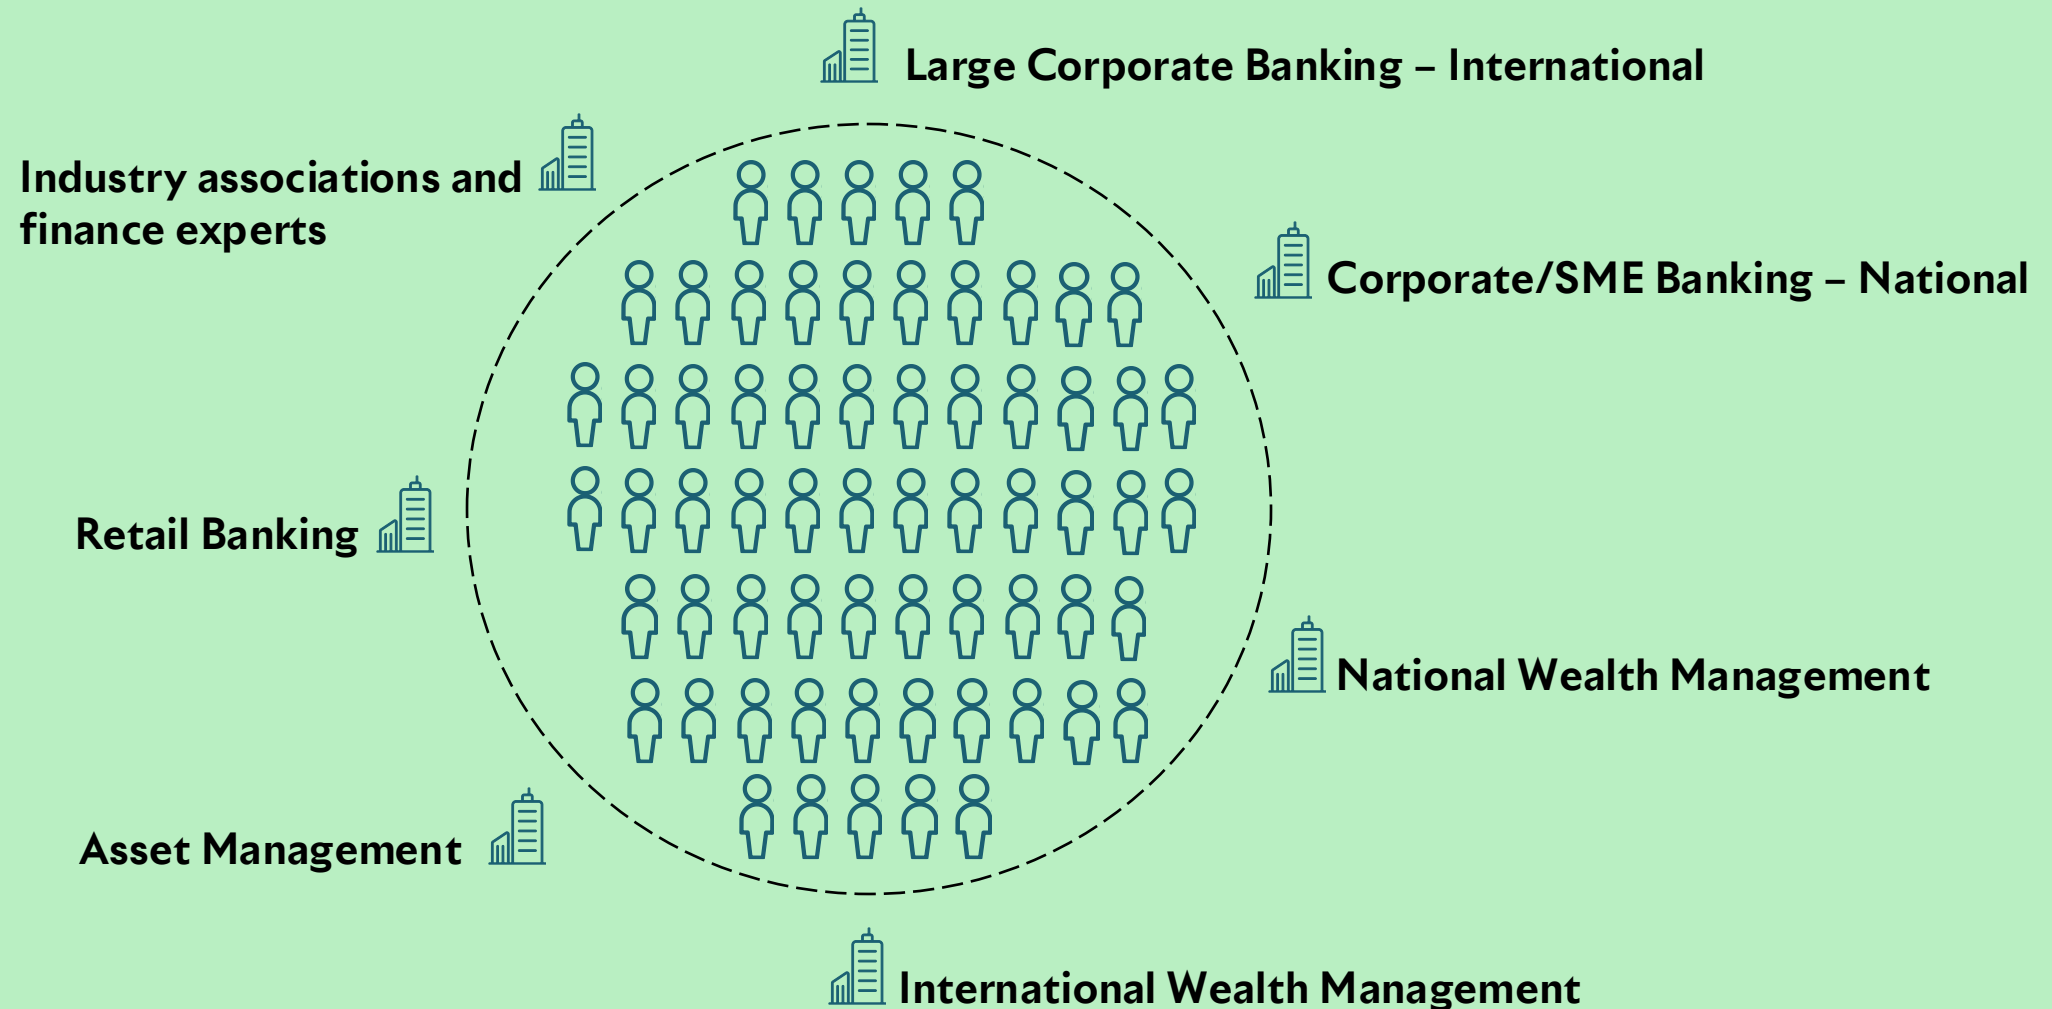 Large Corporate Banking – International
Industry associations and
finance experts
Corporate/SME Banking – National
Retail Banking
National Wealth Management
Asset Management
International Wealth Management